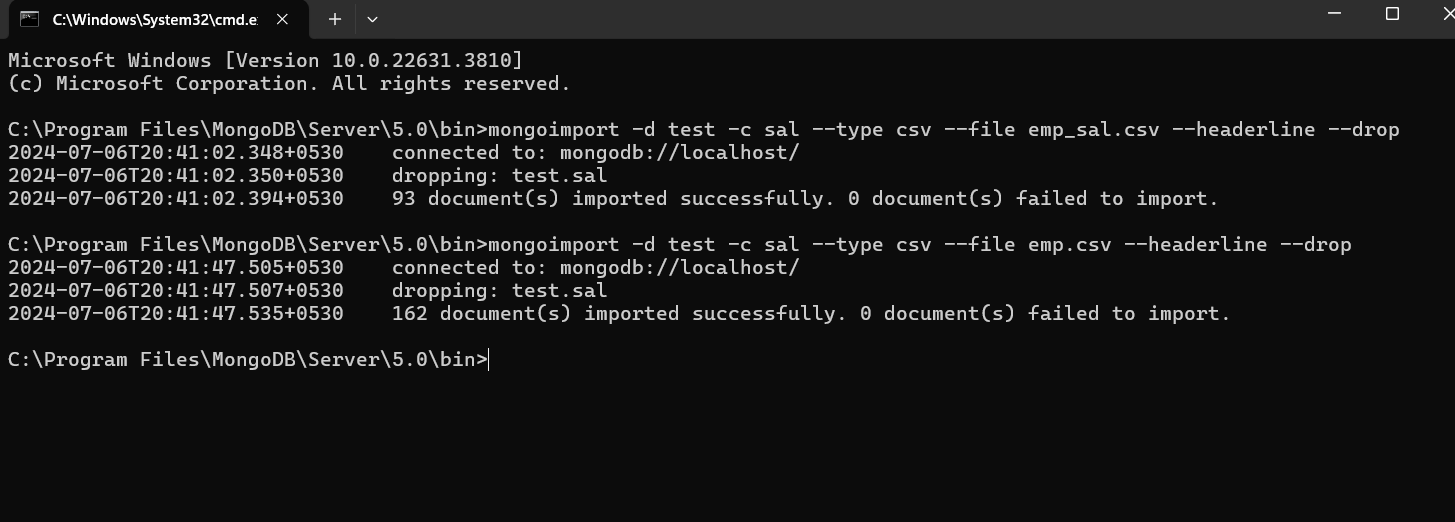 C:\Windows\System32\cmd.e
Microsoft Windows [Version 10.0.22631.3810]
(c) Microsoft Corporation. All rights reserved.
C:\Program Files\MongoDB\Server\5.0\bin>mongoimport -d test -c sal --type csv --file emp_sal.csv --headerline --drop
2024-07-06T20:41:02.348+0530    connected to: mongodb://localhost/
2024-07-06T20:41:02.350+0530    dropping: test.sal
2024-07-06T20:41:02.394+0530    93 document(s) imported successfully. 0 document(s) failed to import.
C:\Program Files\MongoDB\Server\5.0\bin>mongoimport -d test -c sal --type csv --file emp.csv --headerline --drop
2024-07-06T20:41:47.505+0530    connected to: mongodb://localhost/
2024-07-06T20:41:47.507+0530    dropping: test.sal
2024-07-06T20:41:47.535+0530    162 document(s) imported successfully. 0 document(s) failed to import.
C:\Program Files\MongoDB\Server\5.0\bin>